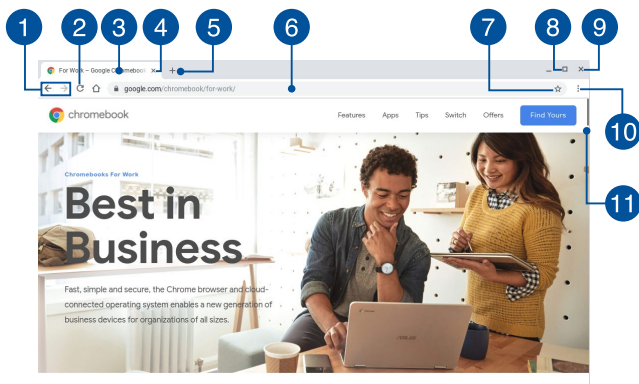 1 2 3 4 5 6 7 8 9
For Work – Google Chromeboo
google.com/chromebook/for-work/
10
chromebook Features Apps Tips Switch Offers Find Yours
11
Chromebooks For Work
Best in
Business
Fast, simple and secure, the Chrome browser and cloud-
connected operating system enables a new generation of
business devices for organizations of all sizes.
ASUS